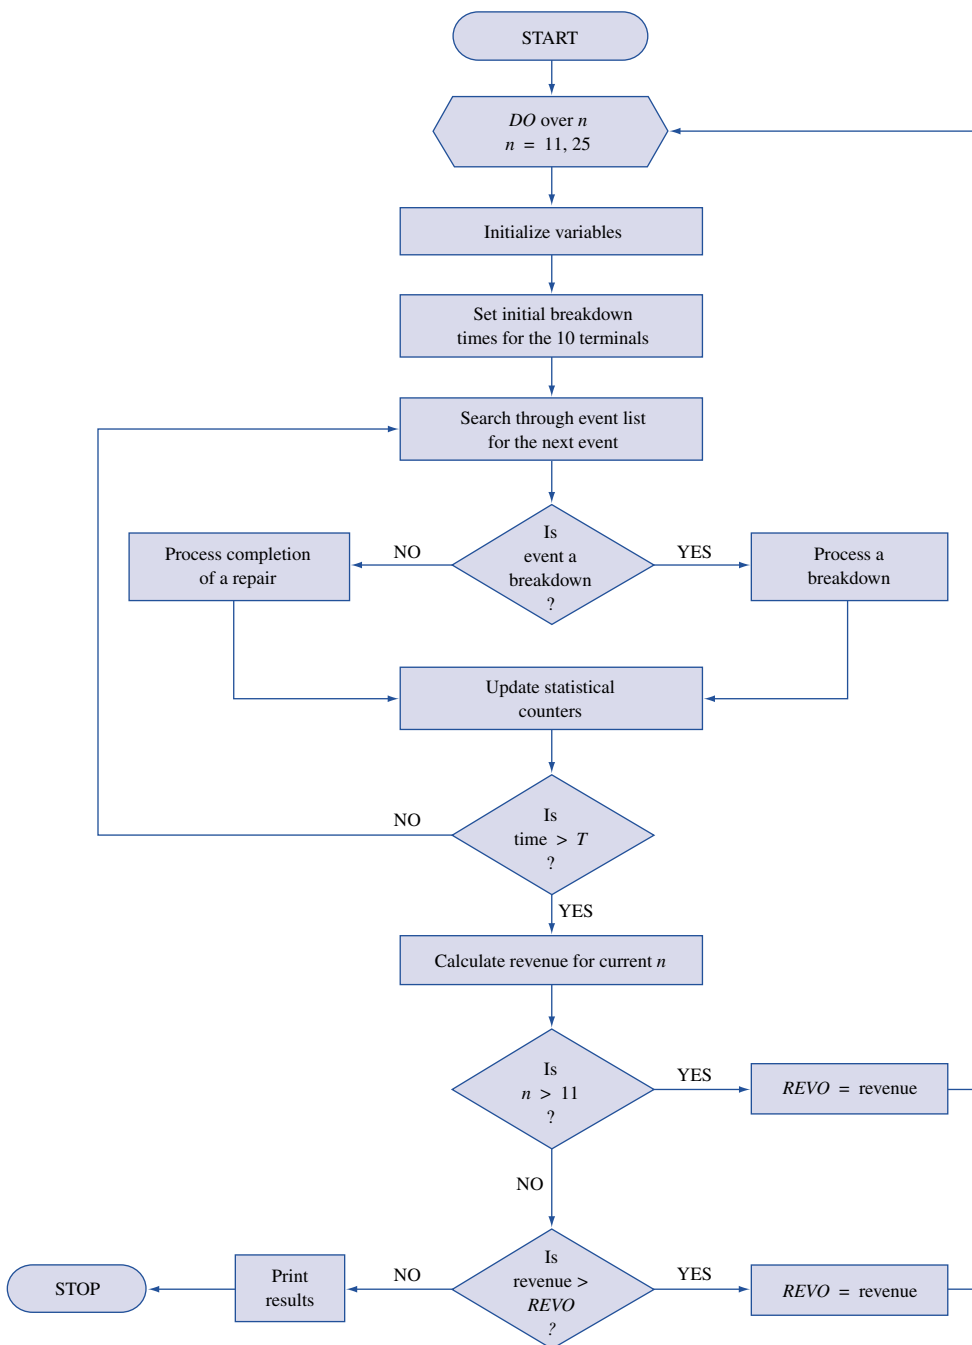 START
DO over n
n = 11, 25
Initialize variables
Set initial breakdown
times for the 10 terminals
Search through event list
for the next event
Is
event a
breakdown
?
NO
YES
Process completion
of a repair
Process a
breakdown
Update statistical
counters
Is
time > T
?
NO
YES
Calculate revenue for current n
Is
n > 11
?
YES
REVO = revenue
NO
Is
revenue >
REVO
?
NO
YES
REVO = revenue
Print
results
STOP